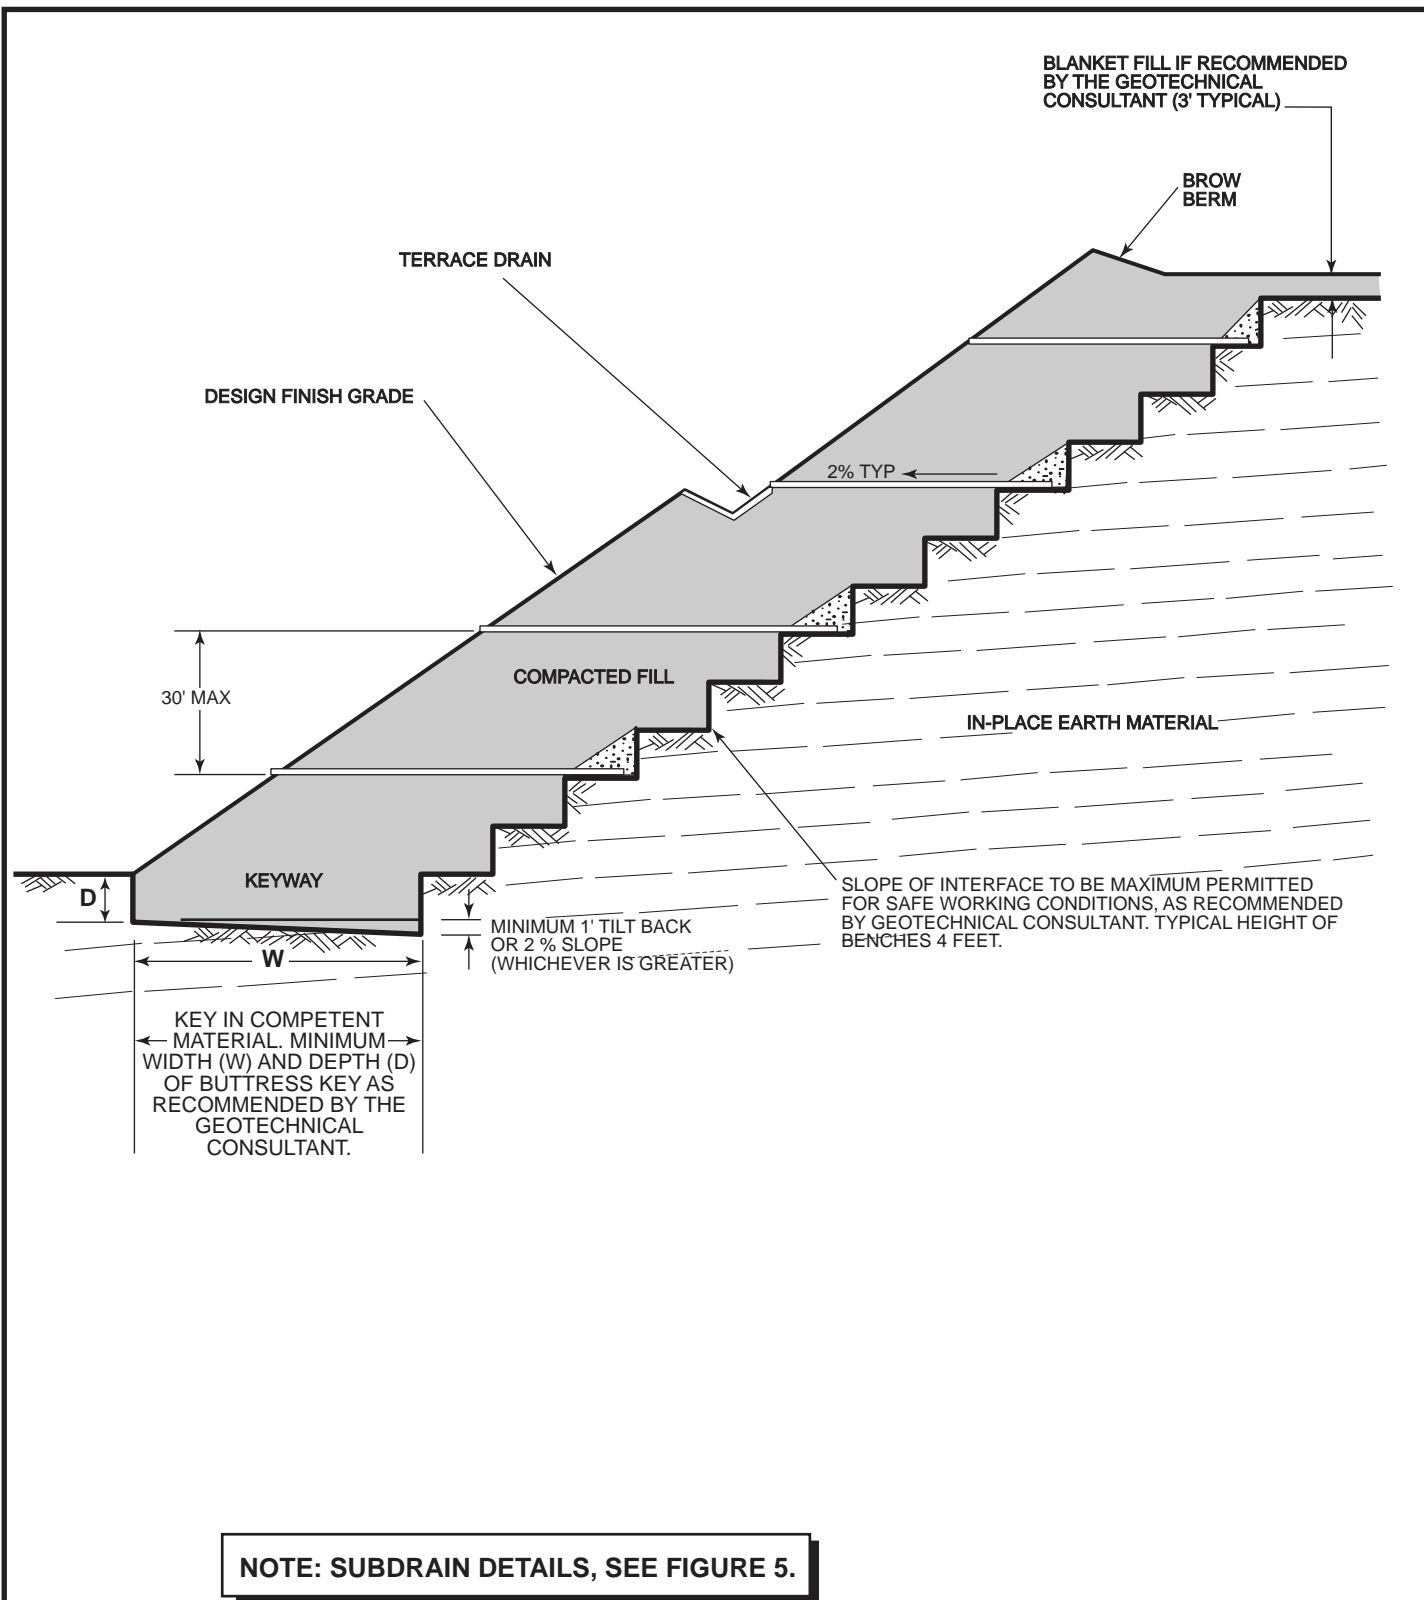 BLANKET FILL IF RECOMMENDED
BY THE GEOTECHNICAL
CONSULTANT (3' TYPICAL)
BROW
BERM
TERRACE DRAIN
DESIGN FINISH GRADE
2% TYP
30' MAX
COMPACTED FILL
IN-PLACE EARTH MATERIAL
KEYWAY
D
SLOPE OF INTERFACE TO BE MAXIMUM PERMITTED
FOR SAFE WORKING CONDITIONS, AS RECOMMENDED
BY GEOTECHNICAL CONSULTANT. TYPICAL HEIGHT OF
BENCHES 4 FEET.
MINIMUM 1' TILT BACK
OR 2 % SLOPE
(WHICHEVER IS GREATER)
W
KEY IN COMPETENT
MATERIAL. MINIMUM
WIDTH (W) AND DEPTH (D)
OF BUTTRESS KEY AS
RECOMMENDED BY THE
GEOTECHNICAL
CONSULTANT.
NOTE: SUBDRAIN DETAILS, SEE FIGURE 5.